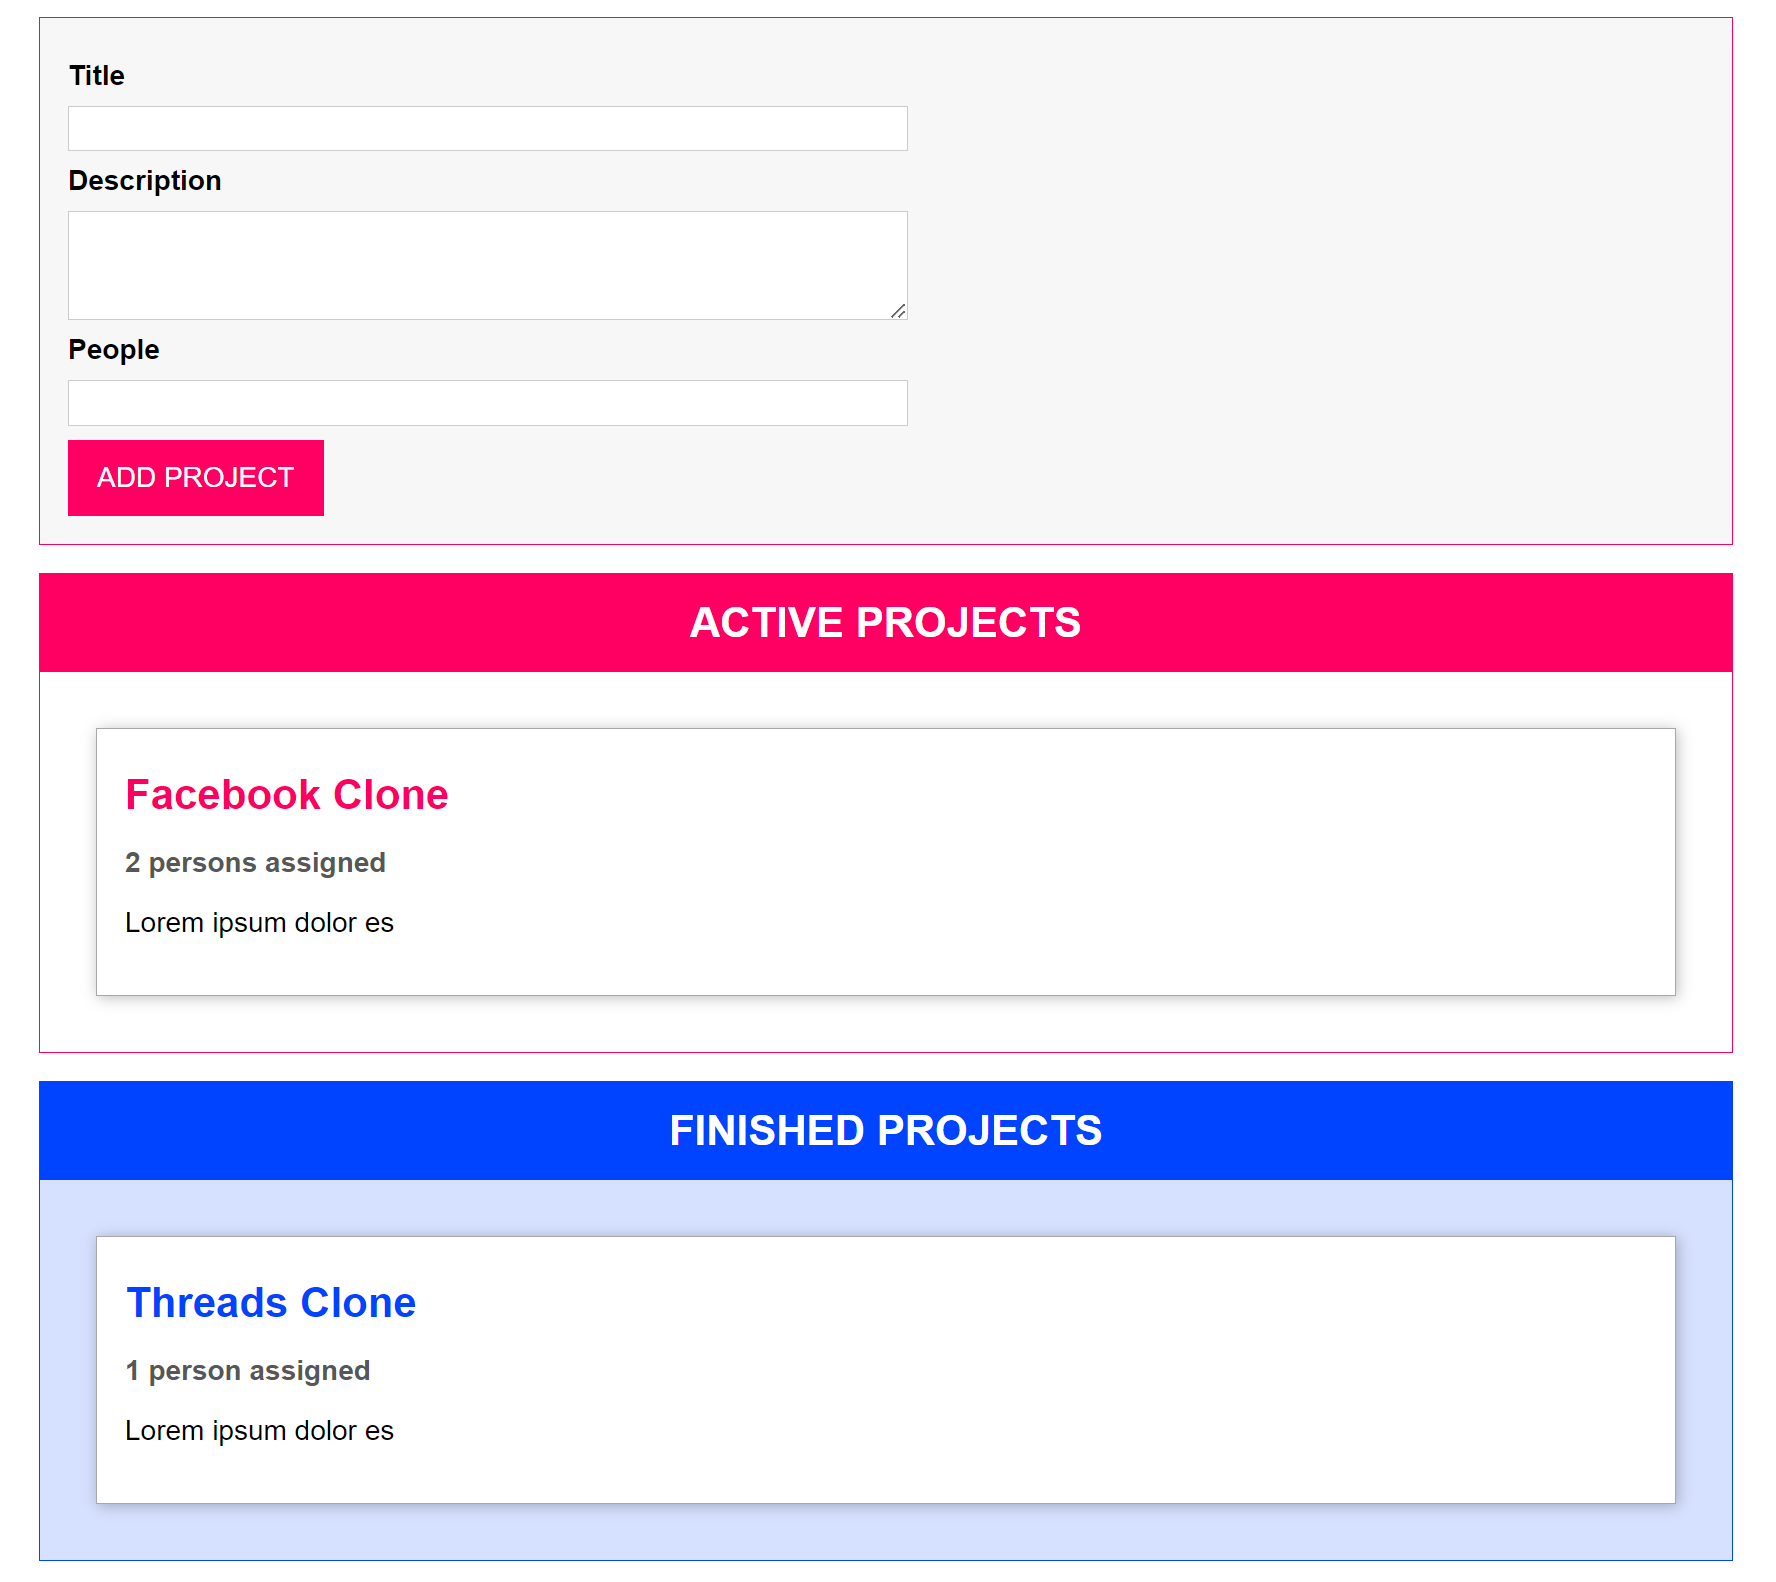 Title
Description
People
ADD PROJECT
ACTIVE PROJECTS
Facebook Clone
2 persons assigned
Lorem ipsum dolor es
FINISHED PROJECTS
Threads Clone
1 person assigned
Lorem ipsum dolor es